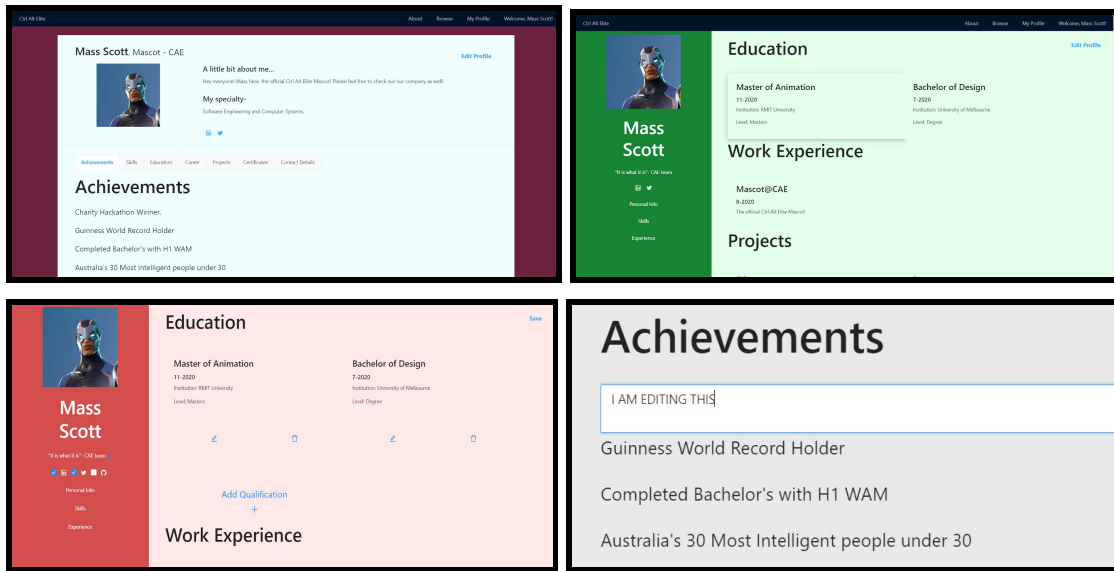 Ctrl Alt Elite
About Browse My Profile Welcome, Mass Scott!
Mass Scott, Mascot - CAE
Edit Profile
A little bit about me...
Hey everyone! Mass here, the official Ctrl Alt Elite Mascot! Please feel free to check out our company as well!
My specialty-
Software Engineering and Computer Systems.
Achievements Skills Education Career Projects Certificates Contact Details
Achievements
Charity Hackathon Winner.
Guinness World Record Holder
Completed Bachelor's with H1 WAM
Australia's 30 Most Intelligent people under 30
Ctrl Alt Elite
About Browse My Profile Welcome, Mass Scott!
Mass
Scott
"It is what it is"- CAE team
Personal Info
Skills
Experience
Education
Edit Profile
Master of Animation
11-2020
Institution: RMIT University
Level: Masters
Bachelor of Design
7-2020
Institution: University of Melbourne
Level: Degree
Work Experience
Mascot@CAE
8-2020
The official Ctrl Alt Elite Mascot!
Projects
Mass
Scott
"It is what it is"- CAE team
Personal Info
Skills
Experience
Education
Save
Master of Animation
11-2020
Institution: RMIT University
Level: Masters
Bachelor of Design
7-2020
Institution: University of Melbourne
Level: Degree
Add Qualification
+
Work Experience
Achievements
I AM EDITING THIS
Guinness World Record Holder
Completed Bachelor's with H1 WAM
Australia's 30 Most Intelligent people under 30